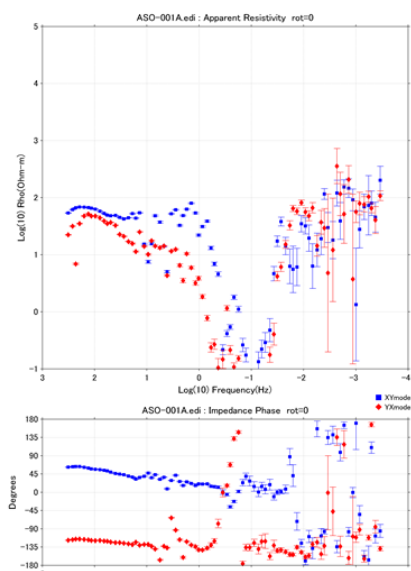 ASO-001A.edi : Apparent Resistivity rot=0
5
4
3
2
1
0
-1
Log(10) Rho(Ohm-m)
3 2 1 0 -1 -2 -3 -4
Log(10) Frequency(Hz)
XYmode
YXmode
ASO-001A.edi : Impedance Phase rot=0
180
135
90
45
0
-45
-90
-135
-180
Degrees